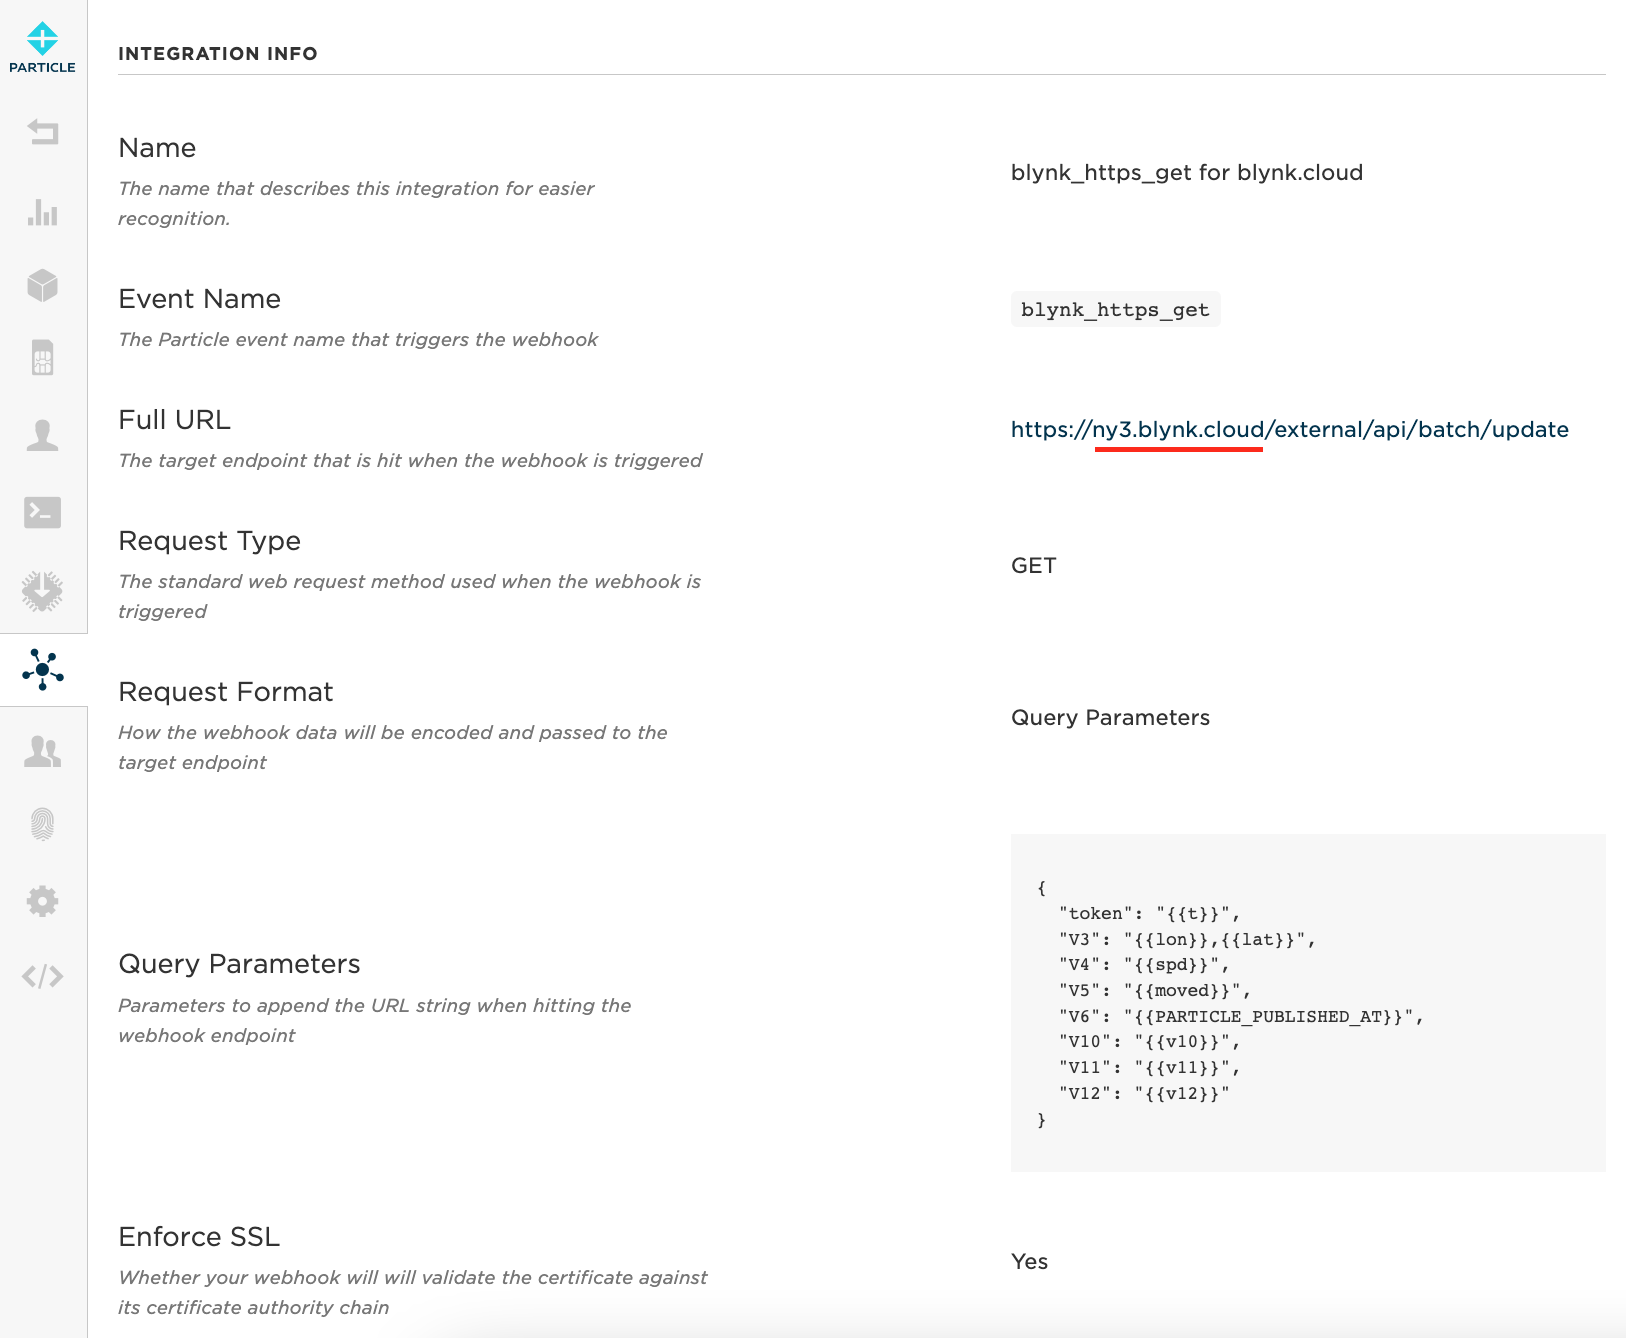 PARTICLE
INTEGRATION INFO
Name
The name that describes this integration for easier
recognition.
blynk_https_get for blynk.cloud
Event Name
The Particle event name that triggers the webhook
blynk_https_get
Full URL
The target endpoint that is hit when the webhook is triggered
https://ny3.blynk.cloud/external/api/batch/update
Request Type
The standard web request method used when the webhook is
triggered
GET
Request Format
How the webhook data will be encoded and passed to the
target endpoint
Query Parameters
Query Parameters
Parameters to append the URL string when hitting the
webhook endpoint
{
"token": "{{t}}",
"V3": "{{lon}},{{lat}}",
"V4": "{{spd}}",
"V5": "{{moved}}",
"V6": "{{PARTICLE_PUBLISHED_AT}}",
"V10": "{{v10}}",
"V11": "{{v11}}",
"V12": "{{v12}}"
}
Enforce SSL
Whether your webhook will will validate the certificate against
its certificate authority chain
Yes